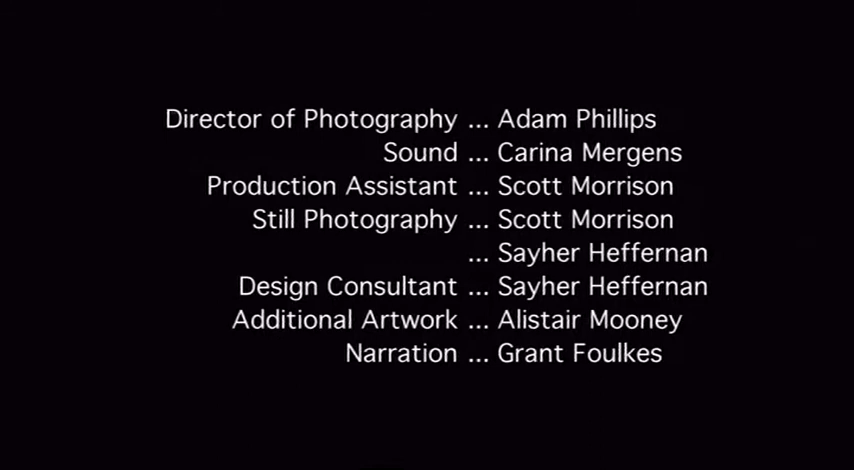 Director of Photography ... Adam Phillips
Sound ... Carina Mergens
Production Assistant ... Scott Morrison
Still Photography ... Scott Morrison
... Sayher Heffernan
Design Consultant ... Sayher Heffernan
Additional Artwork ... Alistair Mooney
Narration ... Grant Foulkes